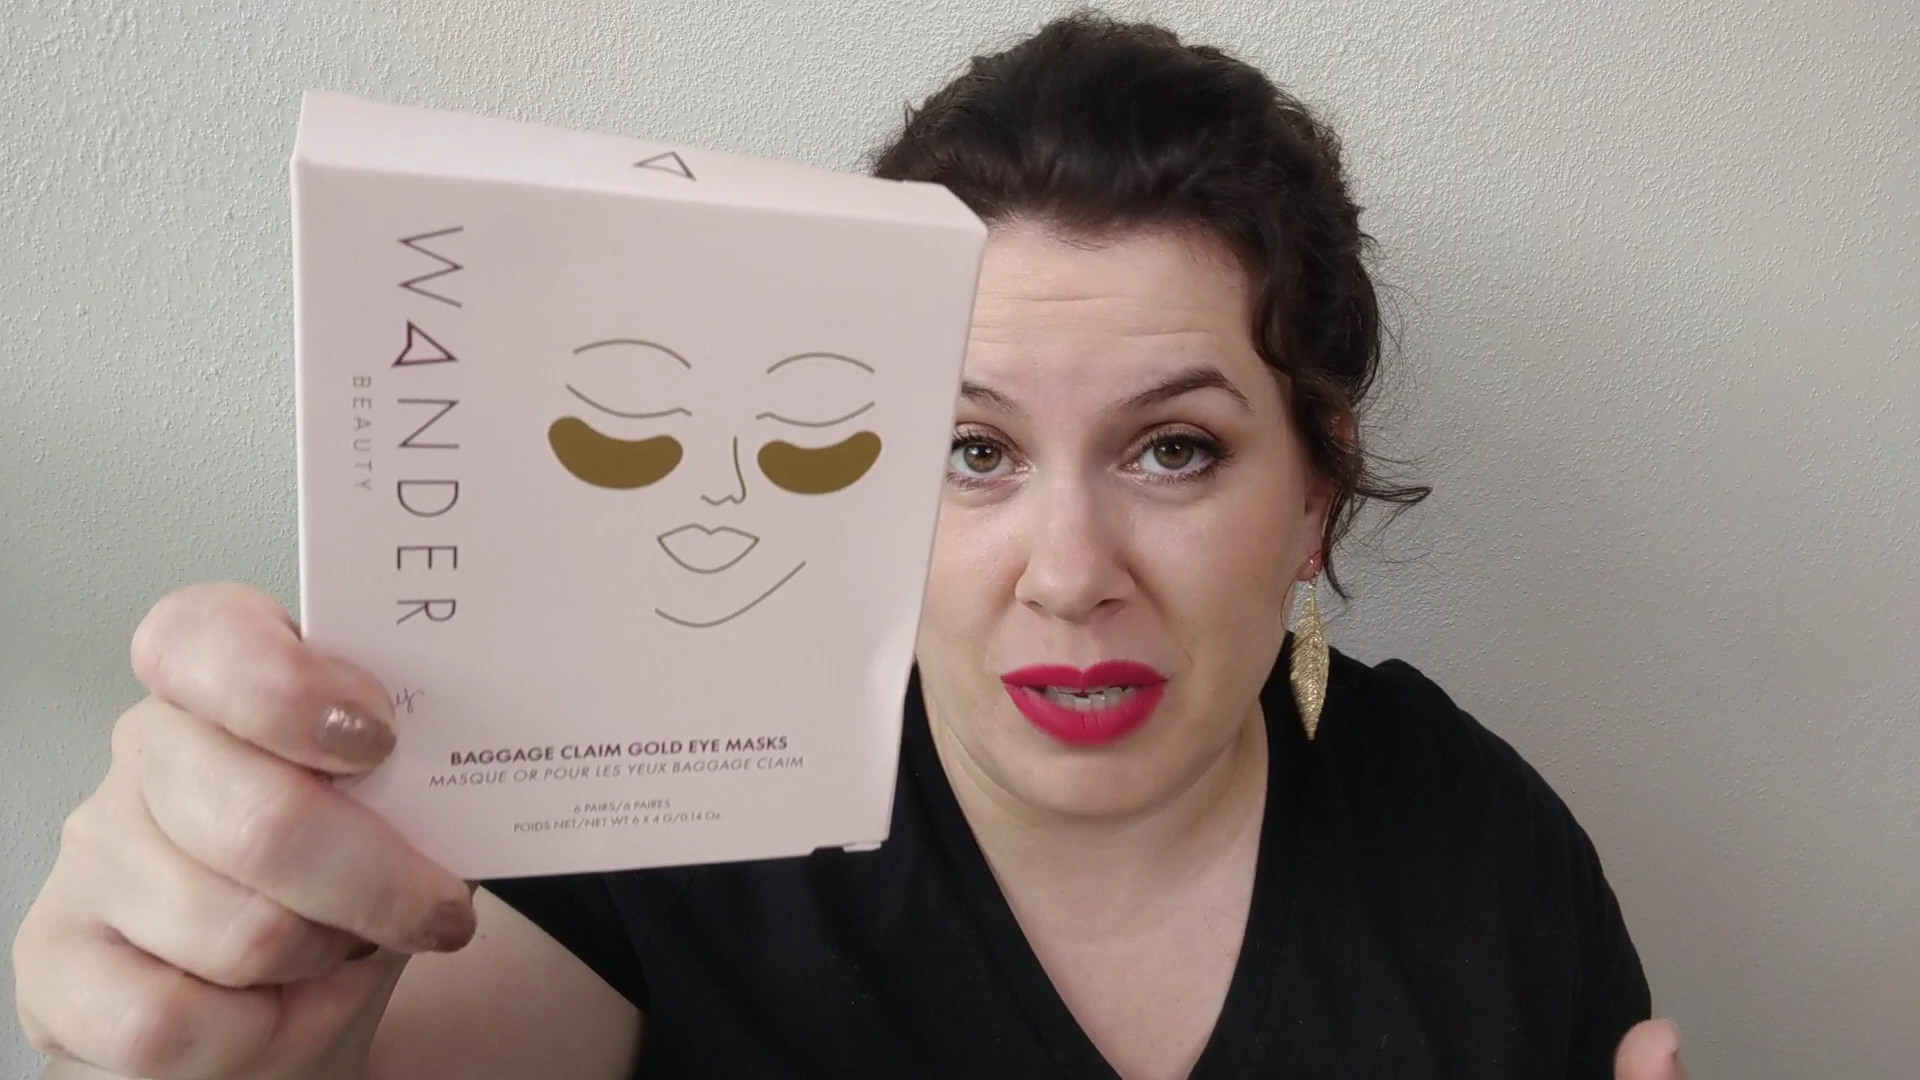 WANDER
BEAUTY
BAGGAGE CLAIM GOLD EYE MASKS
MASQUE OR POUR LES YEUX BAGGAGE CLAIM
6 PAIRS/6 PAIRES
POIDS NET/NET WT 6 X 4 G/0.14 Oz.